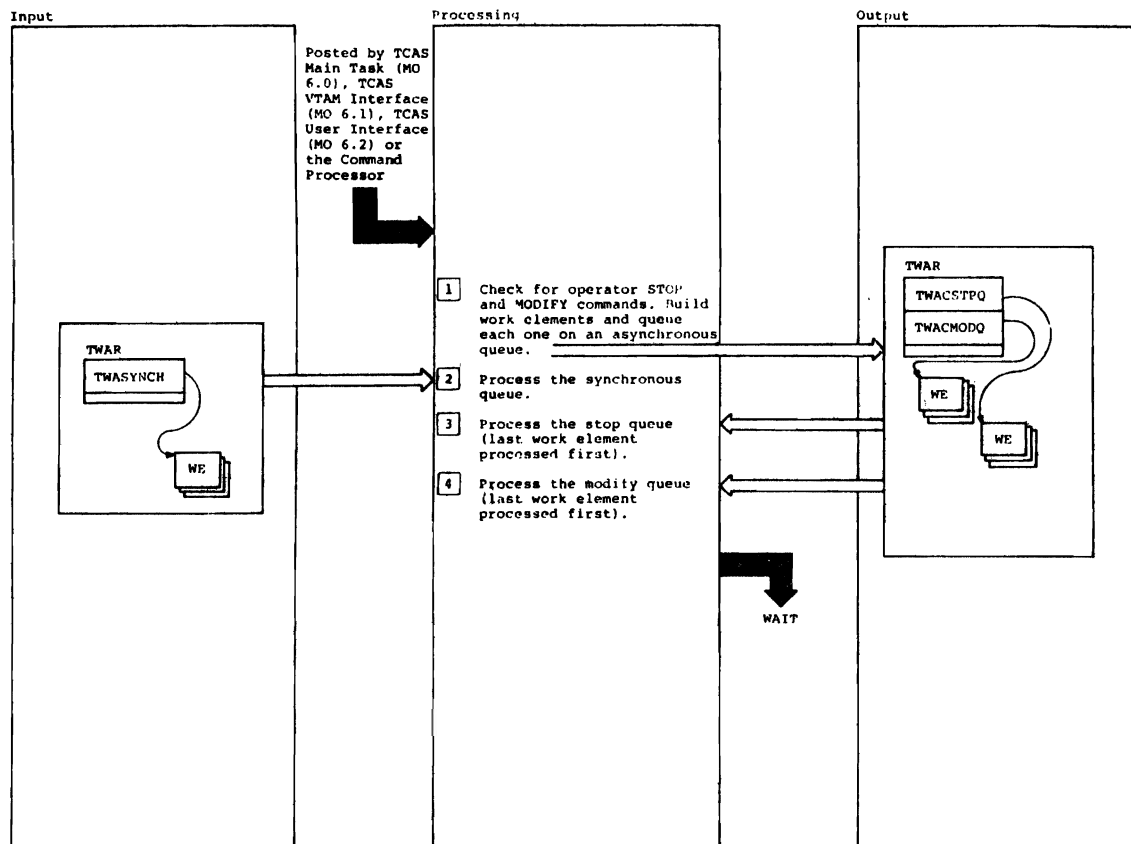 Input
Processing
Output
Posted by TCAS
Main Task (MO
6.0), TCAS
VTAM Interface
(MO 6.1), TCAS
User Interface
(MO 6.2) or
the Command
Processor
1 Check for operator STOP
and MODIFY commands. Build
work elements and queue
each one on an asynchronous
queue.
2 Process the synchronous
queue.
3 Process the stop queue
(last work element
processed first).
4 Process the modify queue
(last work element
processed first).
TWAR
TWASYNCH
WE
TWAR
TWACSTPQ
TWACMODQ
WE
WE
WAIT